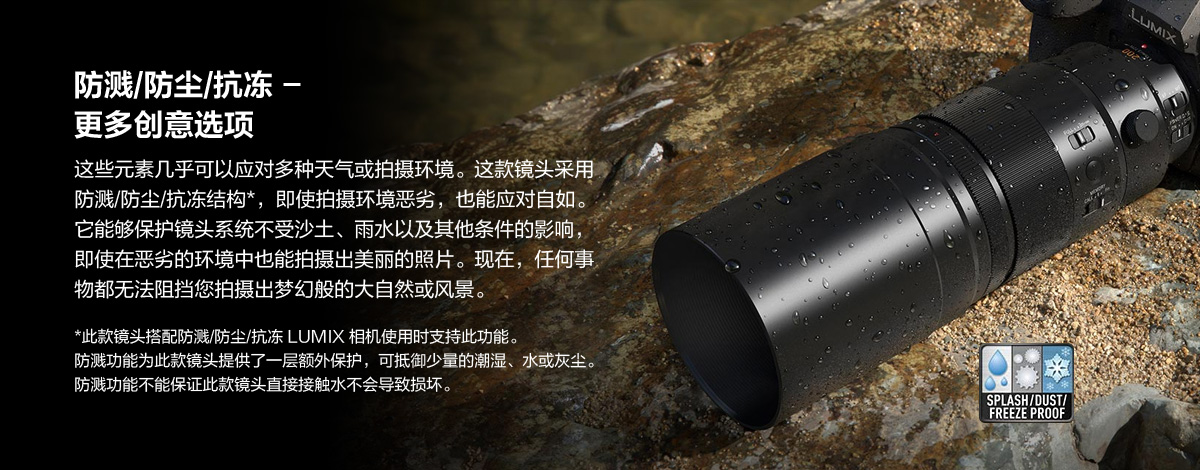 防溅/防尘/抗冻 –
更多创意选项
这些元素几乎可以应对多种天气或拍摄环境。这款镜头采用
防溅/防尘/抗冻结构*，即使拍摄环境恶劣，也能应对自如。
它能够保护镜头系统不受沙土、雨水以及其他条件的影响，
即使在恶劣的环境中也能拍摄出美丽的照片。现在，任何事
物都无法阻挡您拍摄出梦幻般的大自然或风景。
*此款镜头搭配防溅/防尘/抗冻 LUMIX 相机使用时支持此功能。
防溅功能为此款镜头提供了一层额外保护，可抵御少量的潮湿、水或灰尘。
防溅功能不能保证此款镜头直接接触水不会导致损坏。
LUMIX
200
SPLASH/DUST/
FREEZE PROOF